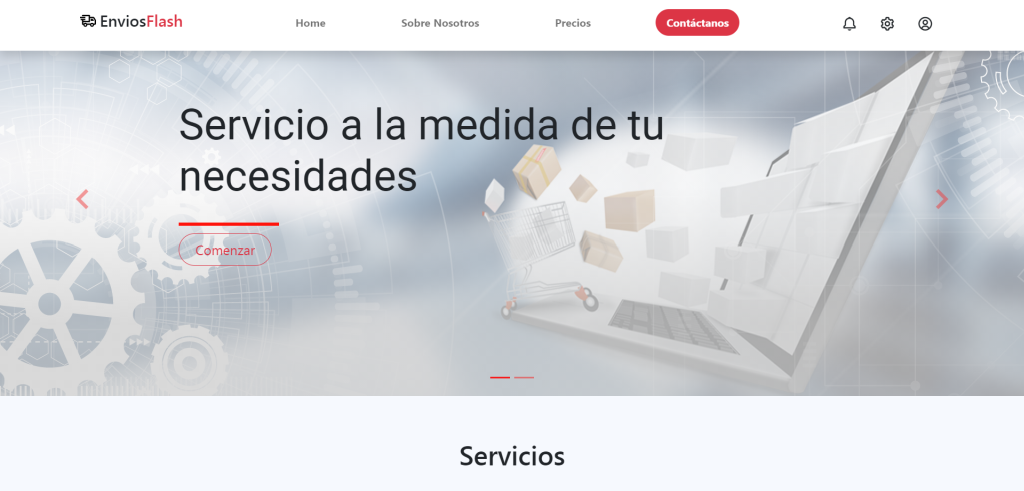 EnviosFlash
Home
Sobre Nosotros
Precios
Contáctanos
Servicio a la medida de tu
necesidades
Comenzar
Servicios